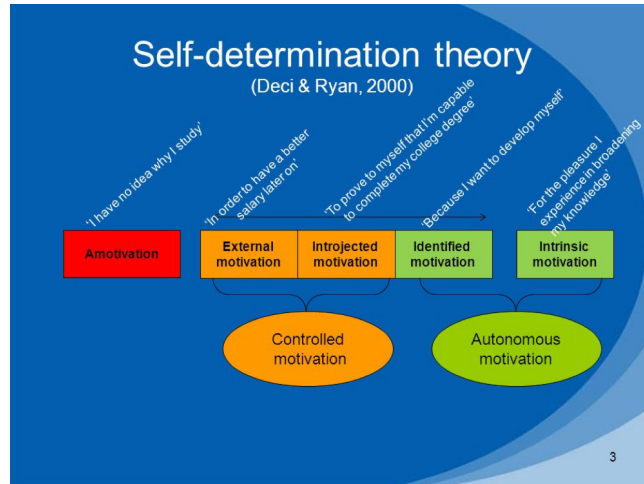 Self-determination theory
(Deci & Ryan, 2000)
'I have no idea why I study'
'In order to have a better
salary later on'
'To prove to myself that I'm capable
to complete my college degree'
'Because I want to develop myself'
'For the pleasure I
experience in broadening
my knowledge'
Amotivation
External
motivation
Introjected
motivation
Identified
motivation
Intrinsic
motivation
Controlled
motivation
Autonomous
motivation
3